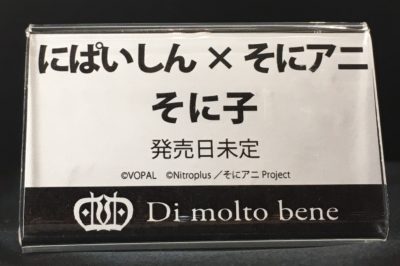 にぱいしん × そにアニ
そに子
発売日未定
©VOPAL ©Nitroplus／そにアニ Project
Di molto bene